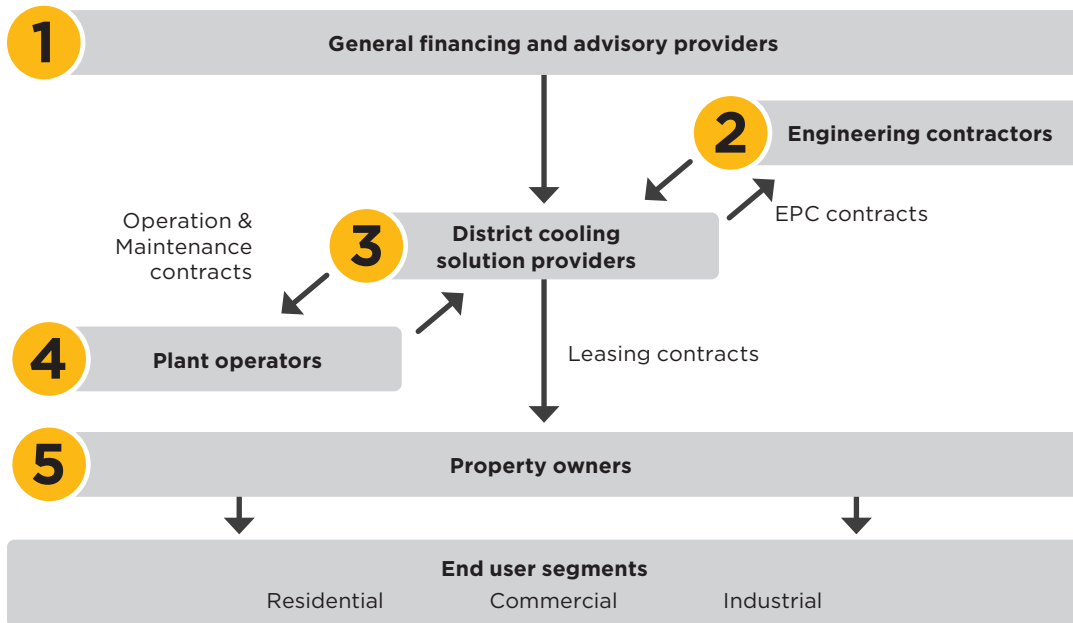 1
General financing and advisory providers
2
Engineering contractors
EPC contracts
Operation &
Maintenance
contracts
3
District cooling
solution providers
4
Plant operators
Leasing contracts
5
Property owners
End user segments
Residential Commercial Industrial